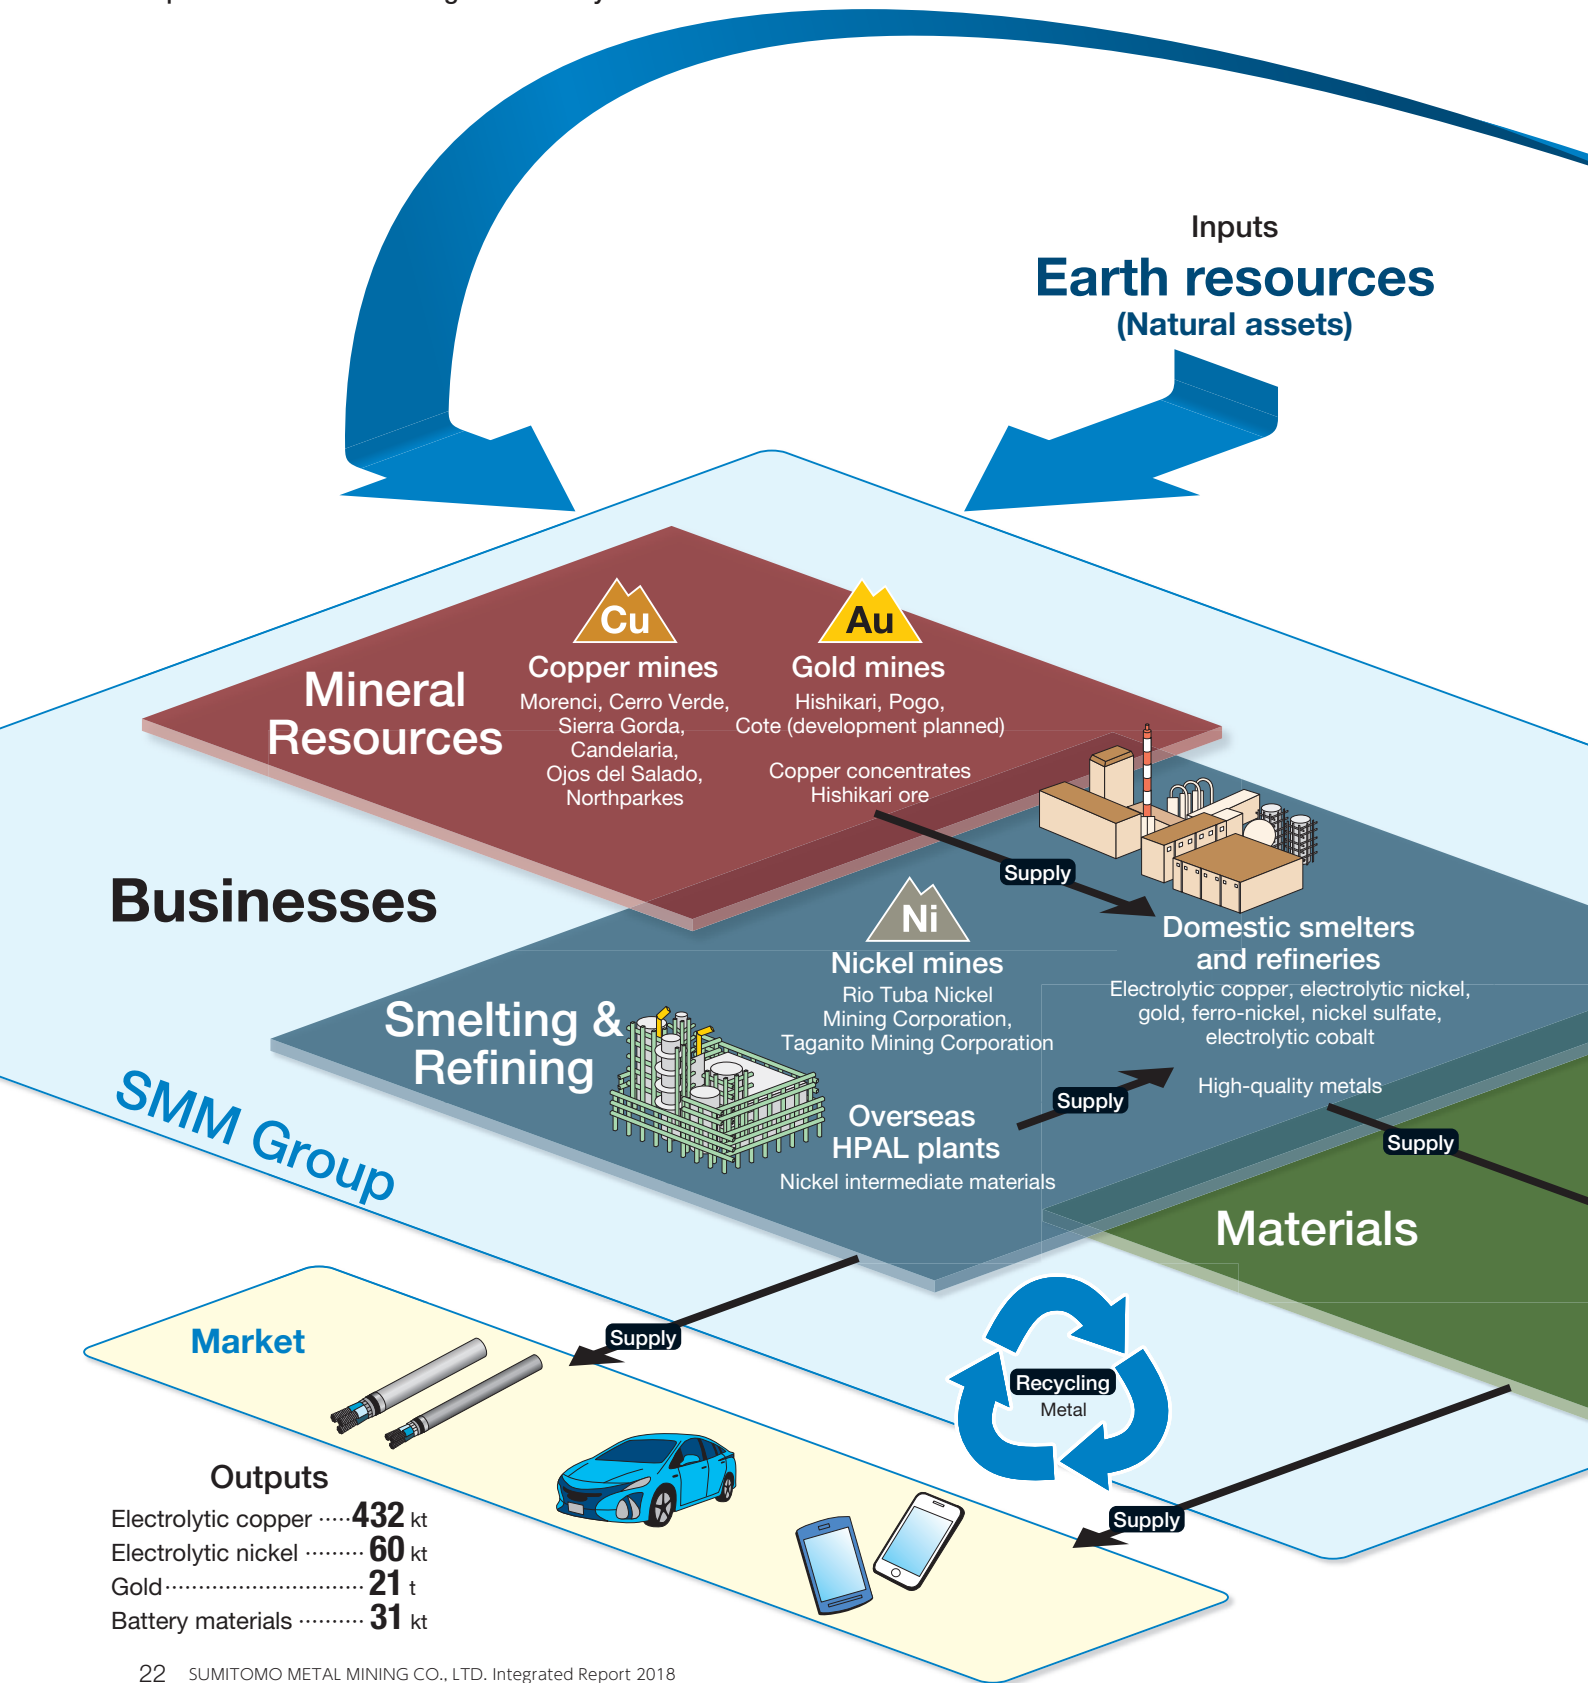 Inputs
Earth resources
(Natural assets)
Cu
Copper mines
Morenci, Cerro Verde,
Sierra Gorda,
Candelaria,
Ojos del Salado,
Northparkes
Au
Gold mines
Hishikari, Pogo,
Cote (development planned)
Copper concentrates
Hishikari ore
Mineral
Resources
Supply
Businesses
Ni
Nickel mines
Rio Tuba Nickel
Mining Corporation,
Taganito Mining Corporation
Domestic smelters
and refineries
Electrolytic copper, electrolytic nickel,
gold, ferro-nickel, nickel sulfate,
electrolytic cobalt
High-quality metals
Smelting &
Refining
Supply
Overseas
HPAL plants
Nickel intermediate materials
Supply
SMM Group
Materials
Market
Supply
Recycling
Metal
Supply
Outputs
Electrolytic copper ·····432 kt
Electrolytic nickel ········· 60 kt
Gold······························ 21 t
Battery materials ·········· 31 kt
22 SUMITOMO METAL MINING CO., LTD. Integrated Report 2018